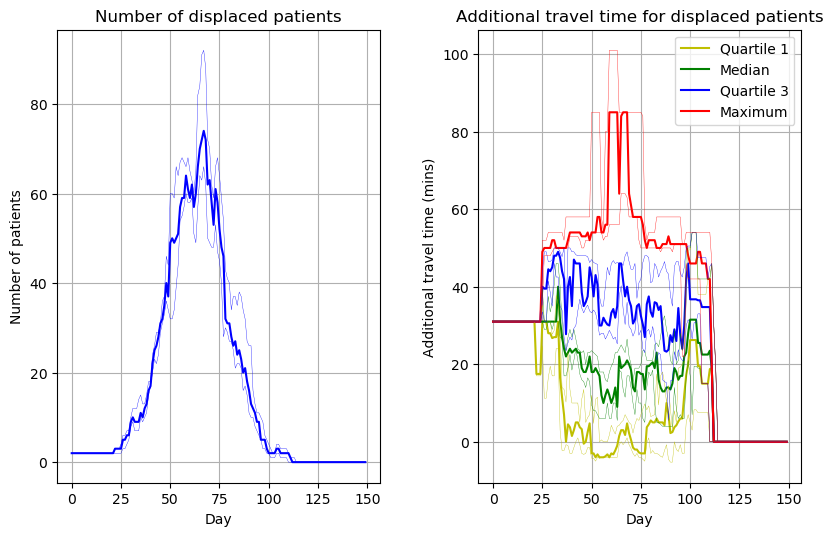 Number of displaced patients
Number of patients
0
20
40
60
80
0
25
50
75
100
125
150
Day
Additional travel time for displaced patients
Additional travel time (mins)
0
20
40
60
80
100
Quartile 1
Median
Quartile 3
Maximum
0
25
50
75
100
125
150
Day